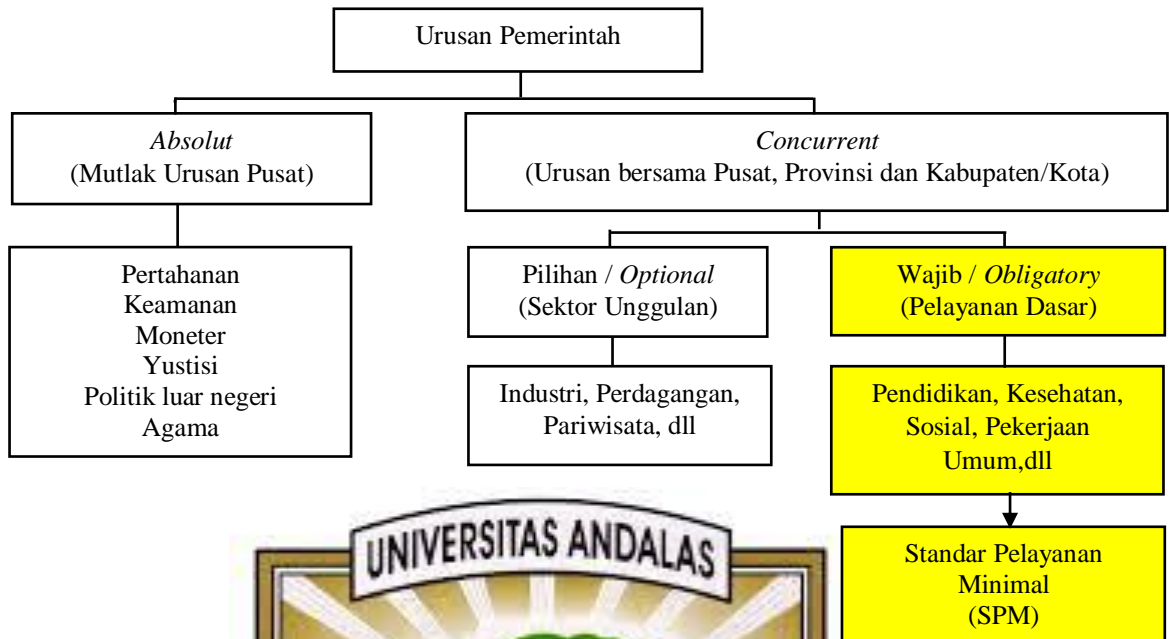 Urusan Pemerintah
Absolut
(Mutlak Urusan Pusat)
Concurrent
(Urusan bersama Pusat, Provinsi dan Kabupaten/Kota)
Pertahanan
Keamanan
Moneter
Yustisi
Politik luar negeri
Agama
Pilihan / Optional
(Sektor Unggulan)
Wajib / Obligatory
(Pelayanan Dasar)
Industri, Perdagangan,
Pariwisata, dll
Pendidikan, Kesehatan,
Sosial, Pekerjaan
Umum,dll
Standar Pelayanan
Minimal
(SPM)
UNIVERSITAS ANDALAS